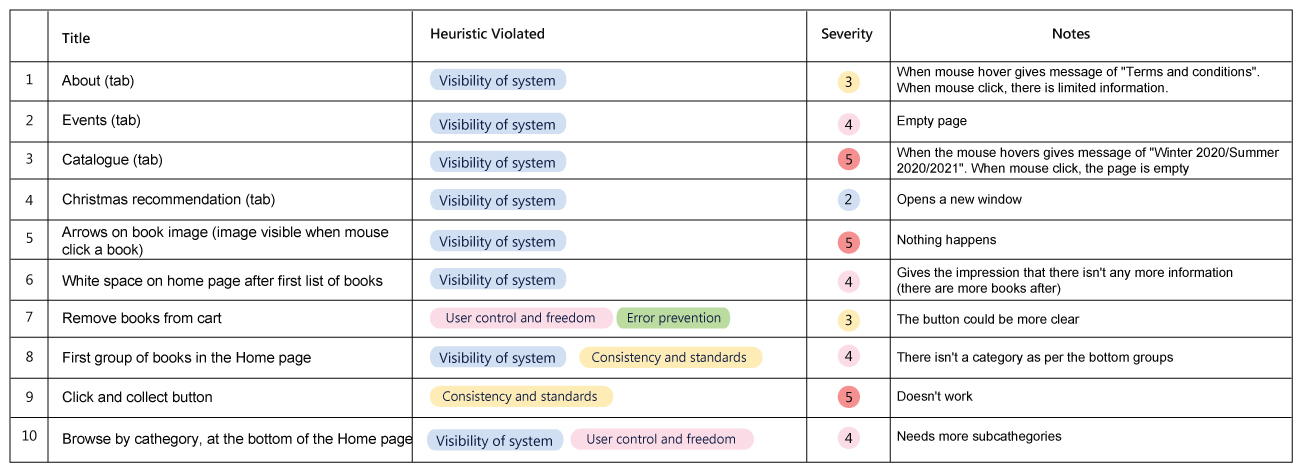 Title Heuristic Violated Severity Notes
1 About (tab) Visibility of system 3 When mouse hover gives message of "Terms and conditions".
When mouse click, there is limited information.
2 Events (tab) Visibility of system 4 Empty page
3 Catalogue (tab) Visibility of system 5 When the mouse hovers gives message of "Winter 2020/Summer
2020/2021". When mouse click, the page is empty
4 Christmas recommendation (tab) Visibility of system 2 Opens a new window
5 Arrows on book image (image visible when mouse
click a book) Visibility of system 5 Nothing happens
6 White space on home page after first list of books Visibility of system 4 Gives the impression that there isn't any more information
(there are more books after)
7 Remove books from cart User control and freedom Error prevention 3 The button could be more clear
8 First group of books in the Home page Visibility of system Consistency and standards 4 There isn't a category as per the bottom groups
9 Click and collect button Consistency and standards 5 Doesn't work
10 Browse by cathegory, at the bottom of the Home page Visibility of system User control and freedom 4 Needs more subcathegories